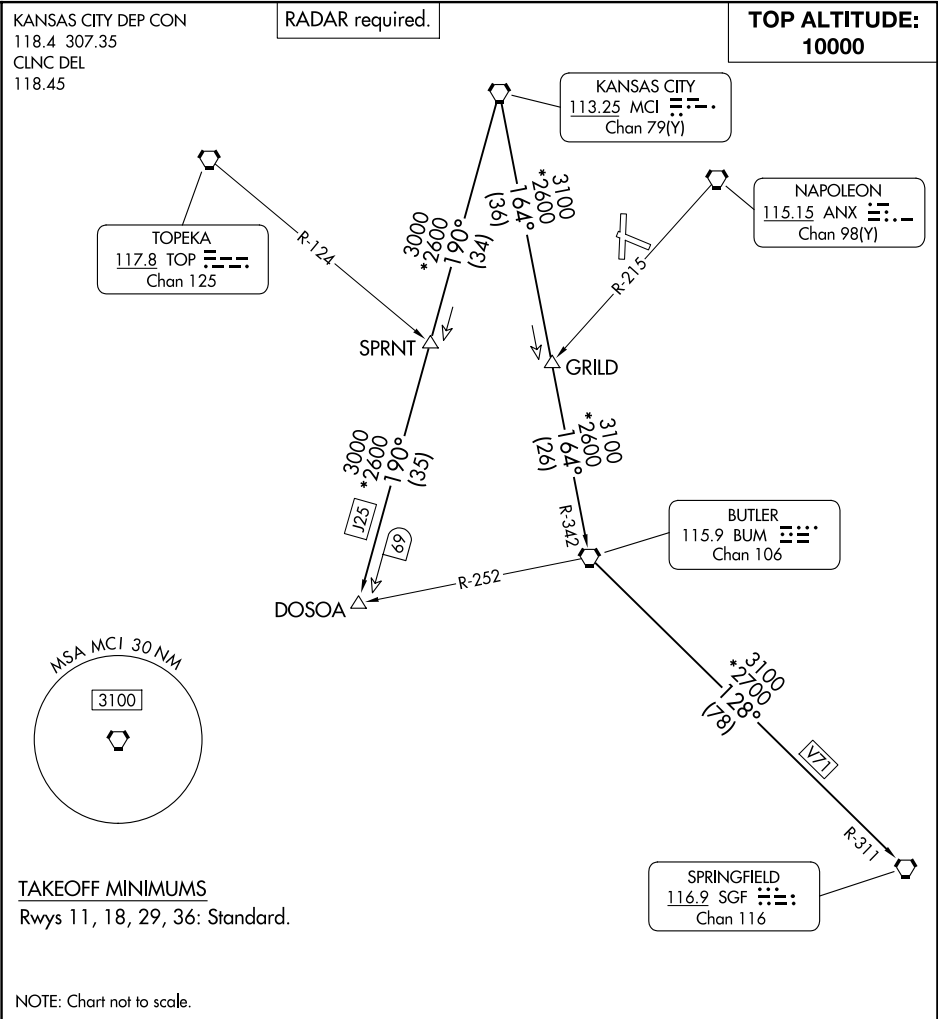 KANSAS CITY DEP CON
118.4 307.35
CLNC DEL
118.45
RADAR required.
TOP ALTITUDE:
10000
KANSAS CITY
113.25 MCI
Chan 79(Y)
TOPEKA
117.8 TOP
Chan 125
NAPOLEON
115.15 ANX
Chan 98(Y)
R-124
3000
*2600
190°
(34)
3100
*2600
164°
(36)
R-215
SPRNT
GRILD
3000
*2600
190°
(35)
3100
*2600
164°
(26)
J25
69
R-342
BUTLER
115.9 BUM
Chan 106
R-252
DOSOA
MSA MCI 30 NM
3100
3100
*2700
128°
(78)
V71
R-311
SPRINGFIELD
116.9 SGF
Chan 116
TAKEOFF MINIMUMS
Rwys 11, 18, 29, 36: Standard.
NOTE: Chart not to scale.